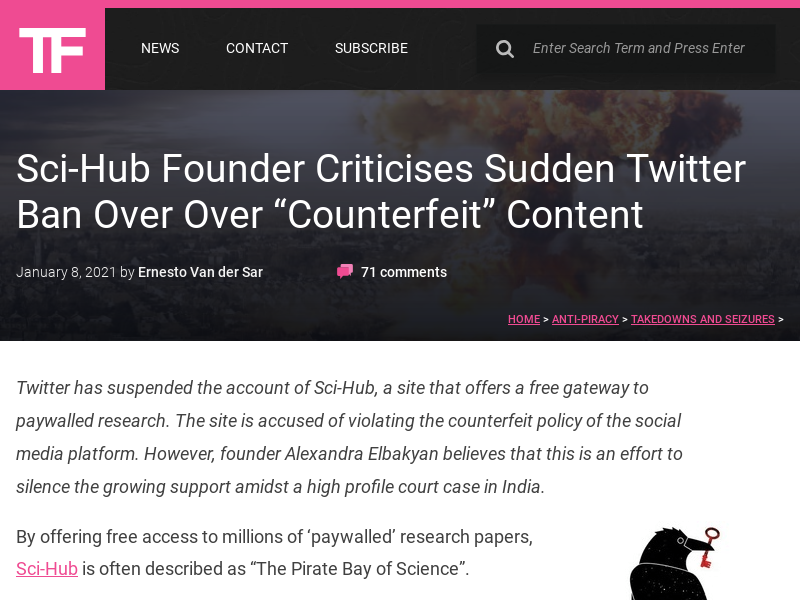 TF
NEWS CONTACT SUBSCRIBE Enter Search Term and Press Enter
Sci-Hub Founder Criticises Sudden Twitter
Ban Over Over “Counterfeit” Content
January 8, 2021 by Ernesto Van der Sar 71 comments
HOME > ANTI-PIRACY > TAKEDOWNS AND SEIZURES >
Twitter has suspended the account of Sci-Hub, a site that offers a free gateway to
paywalled research. The site is accused of violating the counterfeit policy of the social
media platform. However, founder Alexandra Elbakyan believes that this is an effort to
silence the growing support amidst a high profile court case in India.
By offering free access to millions of ‘paywalled’ research papers,
Sci-Hub is often described as “The Pirate Bay of Science”.